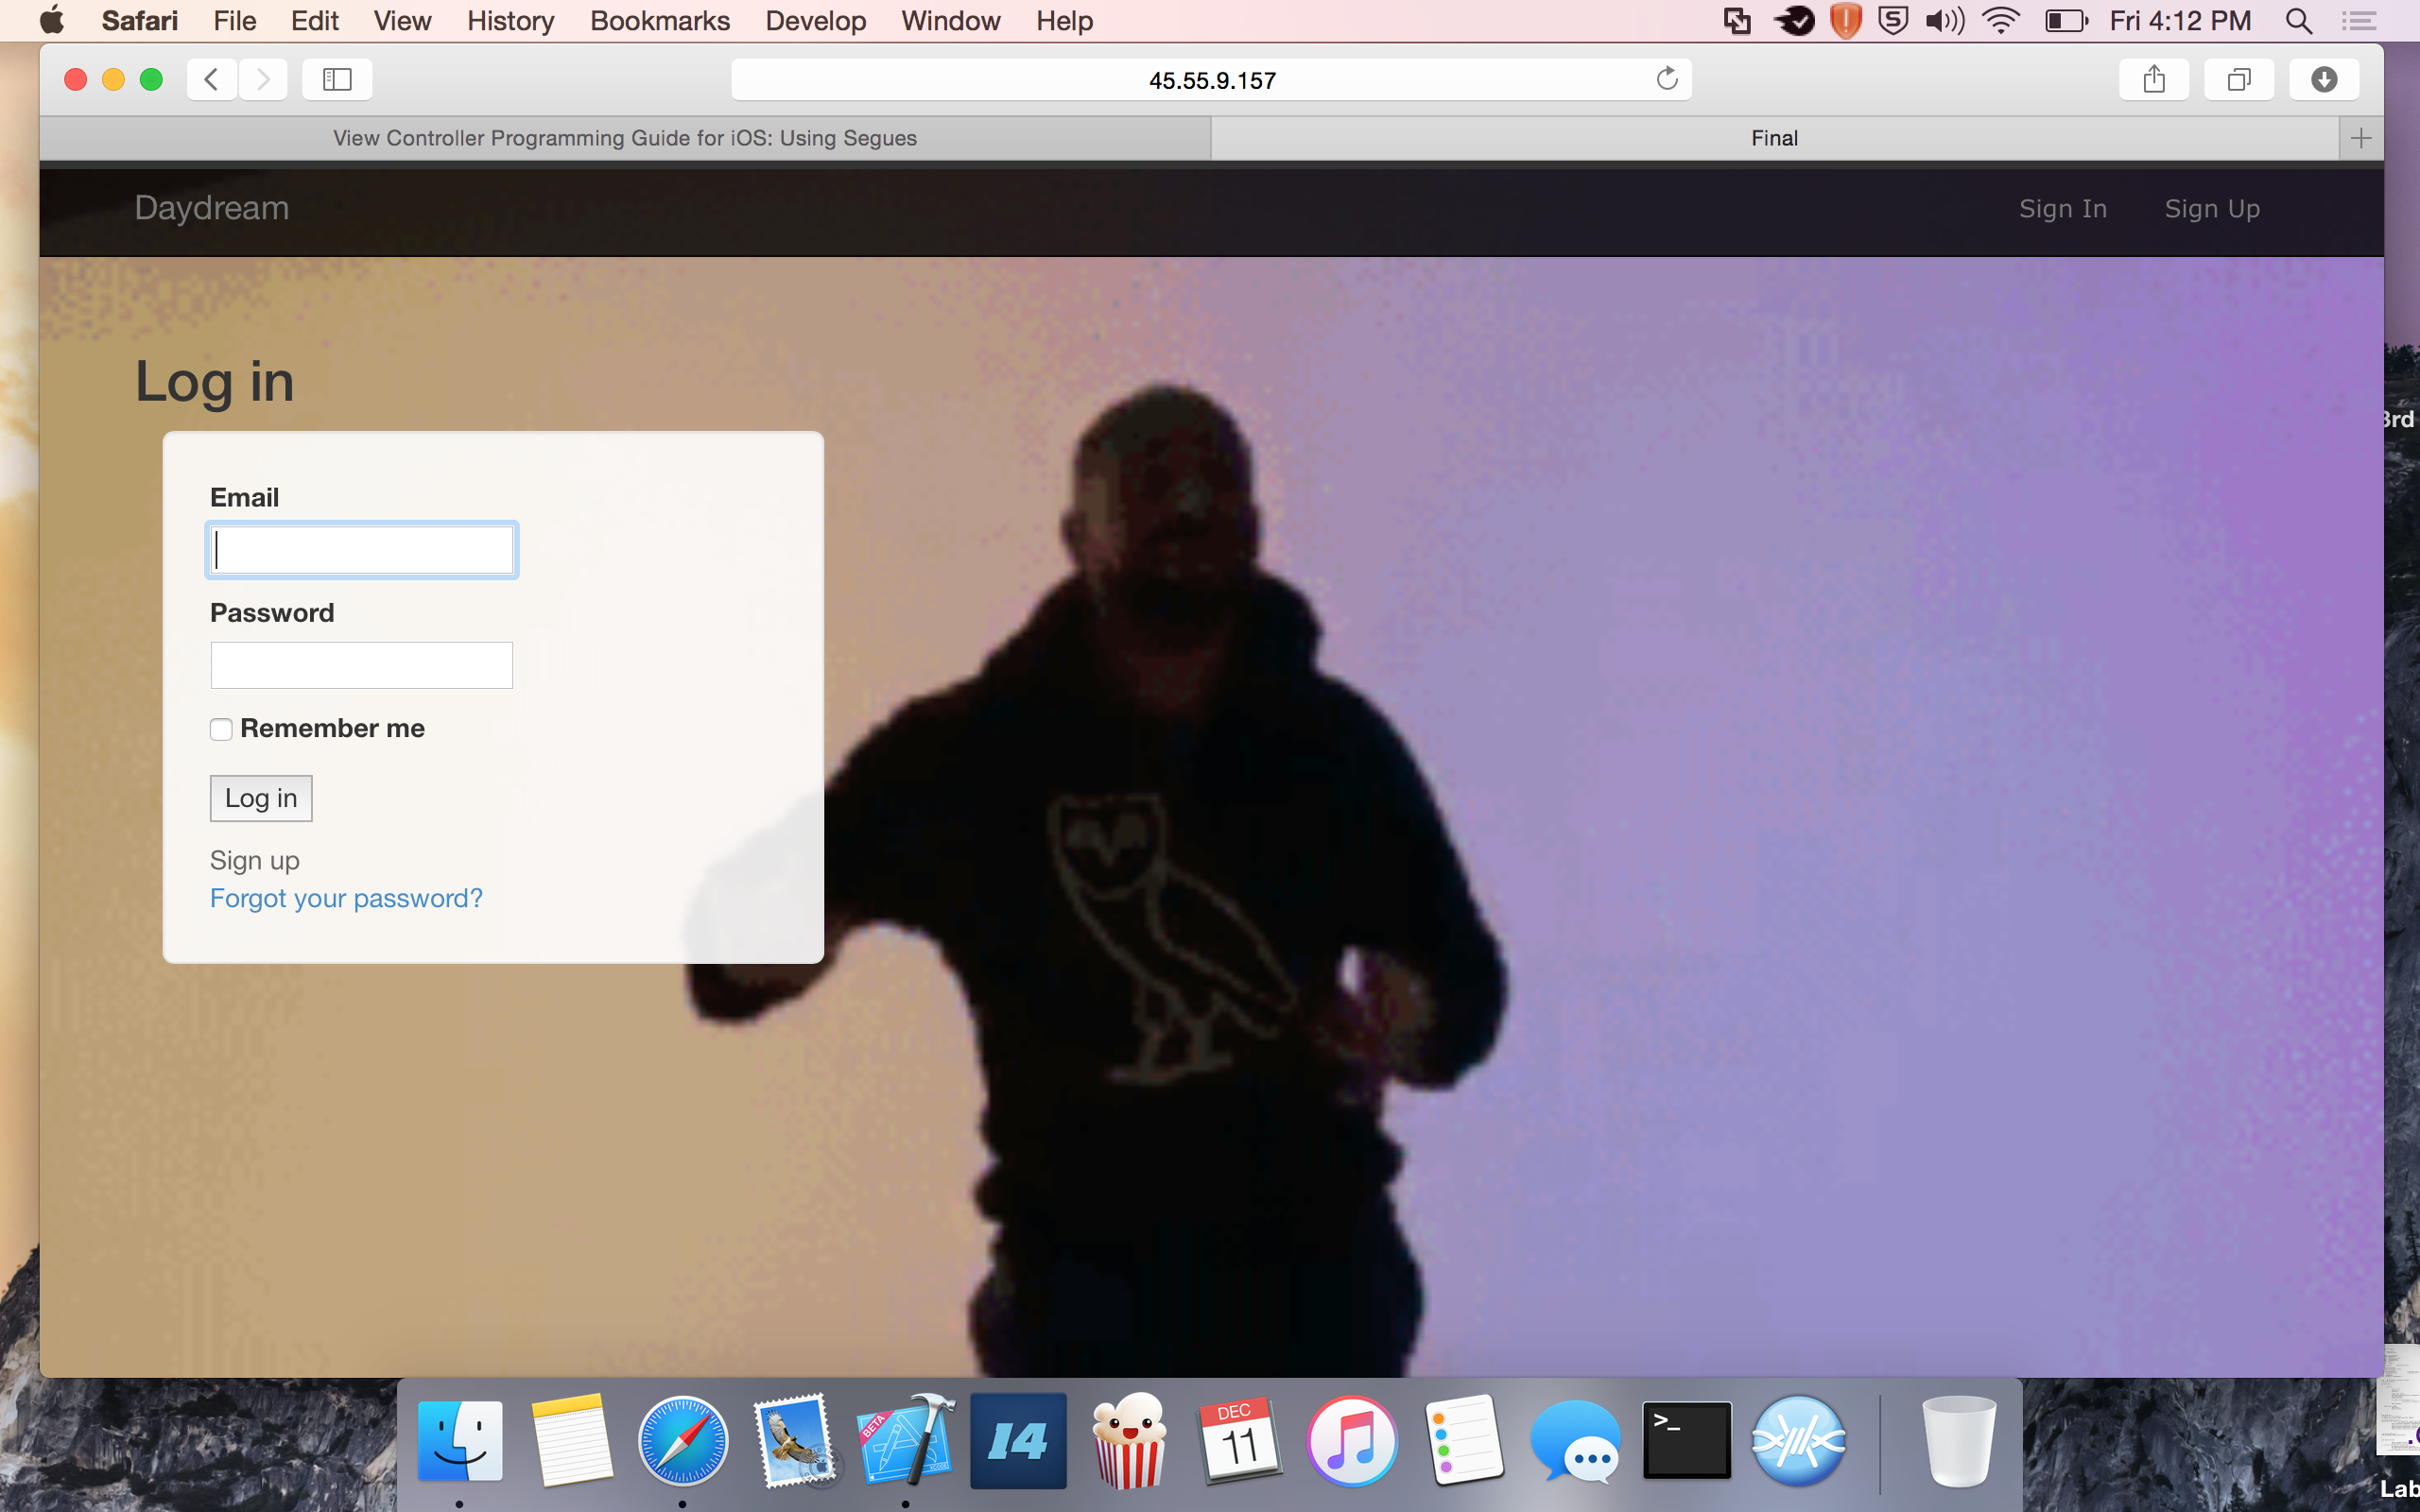 Safari File Edit View History Bookmarks Develop Window Help Fri 4:12 PM
45.55.9.157
View Controller Programming Guide for iOS: Using Segues Final
Daydream Sign In Sign Up
Log in
3rd
Email
Password
Remember me
Log in
Sign up
Forgot your password?
BETA
14
DEC
11
>_
Lab